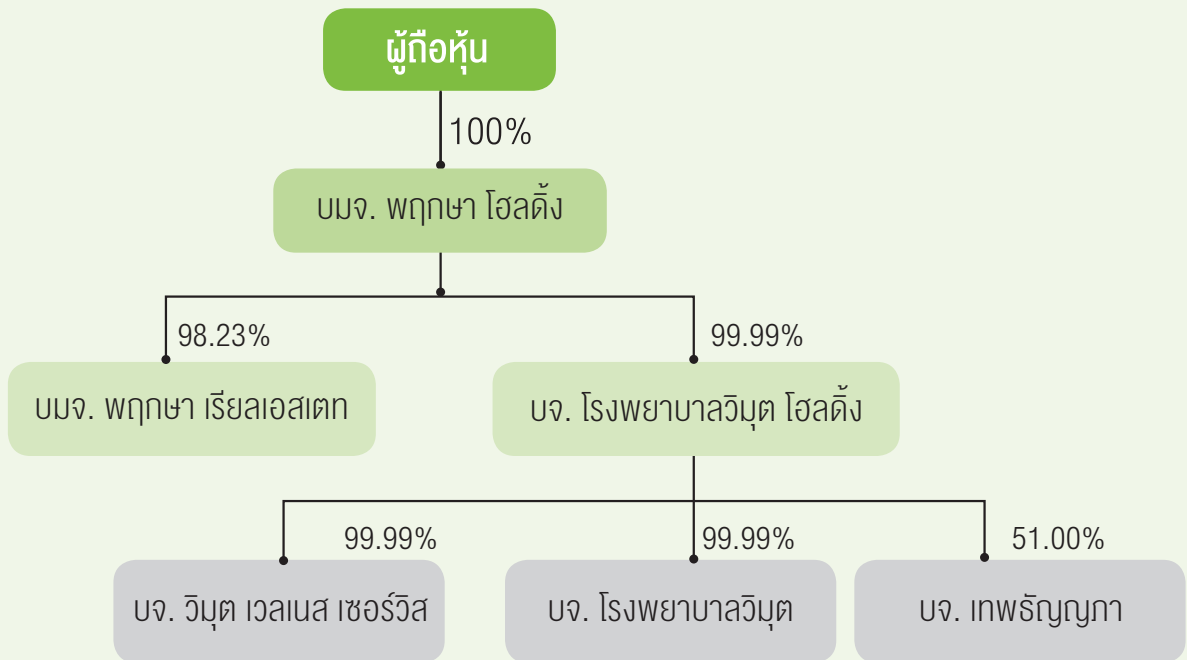 ผู้ถือหุ้น
100%
บมจ. พฤกษา โฮลดิ้ง
98.23%
99.99%
บมจ. พฤกษา เรียลเอสเตท
บจ. โรงพยาบาลวิมุต โฮลดิ้ง
99.99%
99.99%
51.00%
บจ. วิมุต เวลเนส เซอร์วิส
บจ. โรงพยาบาลวิมุต
บจ. เทพธัญญภา